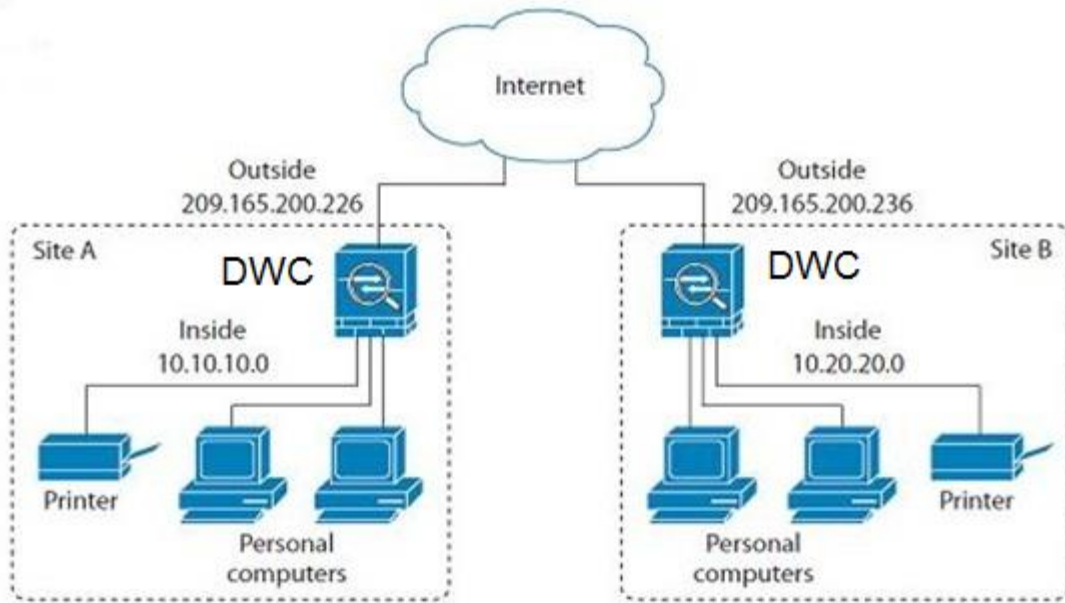 Internet
Outside
209.165.200.226
Outside
209.165.200.236
Site A
DWC
DWC
Site B
Inside
10.10.10.0
Inside
10.20.20.0
Printer
Personal
computers
Personal
computers
Printer